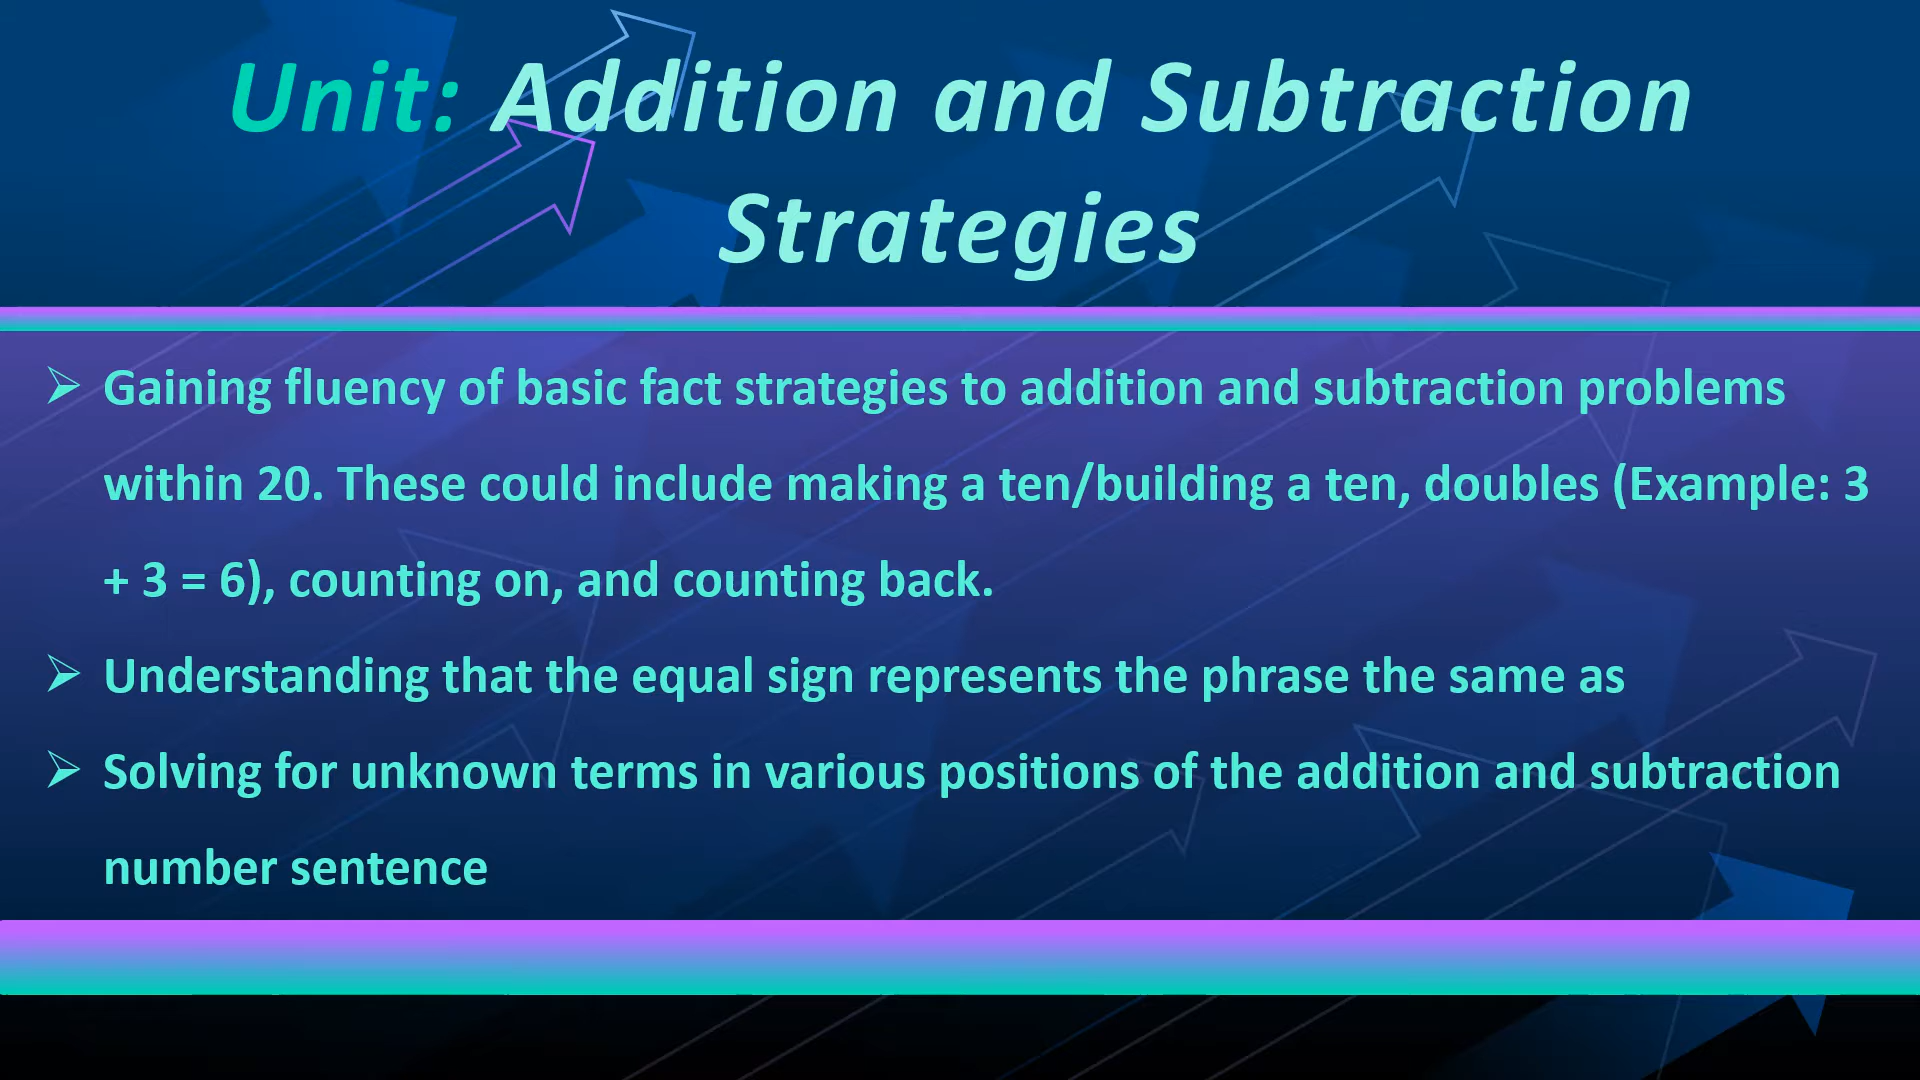 Unit: Addition and Subtraction
Strategies
➢ Gaining fluency of basic fact strategies to addition and subtraction problems
within 20. These could include making a ten/building a ten, doubles (Example: 3
+ 3 = 6), counting on, and counting back.
➢ Understanding that the equal sign represents the phrase the same as
➢ Solving for unknown terms in various positions of the addition and subtraction
number sentence